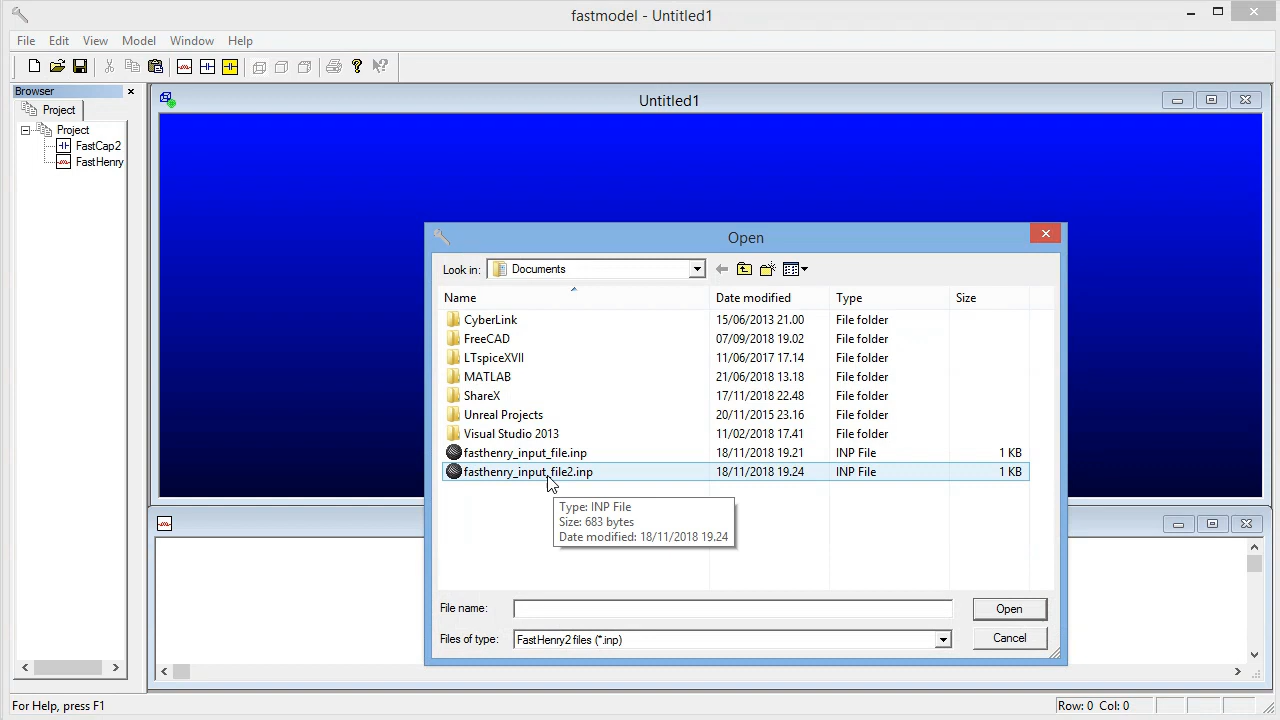 fastmodel - Untitled1
File Edit View Model Window Help
Browser
Project
Project
FastCap2
FastHenry
Untitled1
Open
Look in: Documents
Name Date modified Type Size
CyberLink 15/06/2013 21.00 File folder
FreeCAD 07/09/2018 19.02 File folder
LTspiceXVII 11/06/2017 17.14 File folder
MATLAB 21/06/2018 13.18 File folder
ShareX 17/11/2018 22.48 File folder
Unreal Projects 20/11/2015 23.16 File folder
Visual Studio 2013 11/02/2018 17.41 File folder
fasthenry_input_file.inp 18/11/2018 19.21 INP File 1 KB
fasthenry_input_file2.inp 18/11/2018 19.24 INP File 1 KB
Type: INP File
Size: 683 bytes
Date modified: 18/11/2018 19.24
File name: Open
Files of type: FastHenry2 files (*.inp) Cancel
For Help, press F1 Row: 0 Col: 0